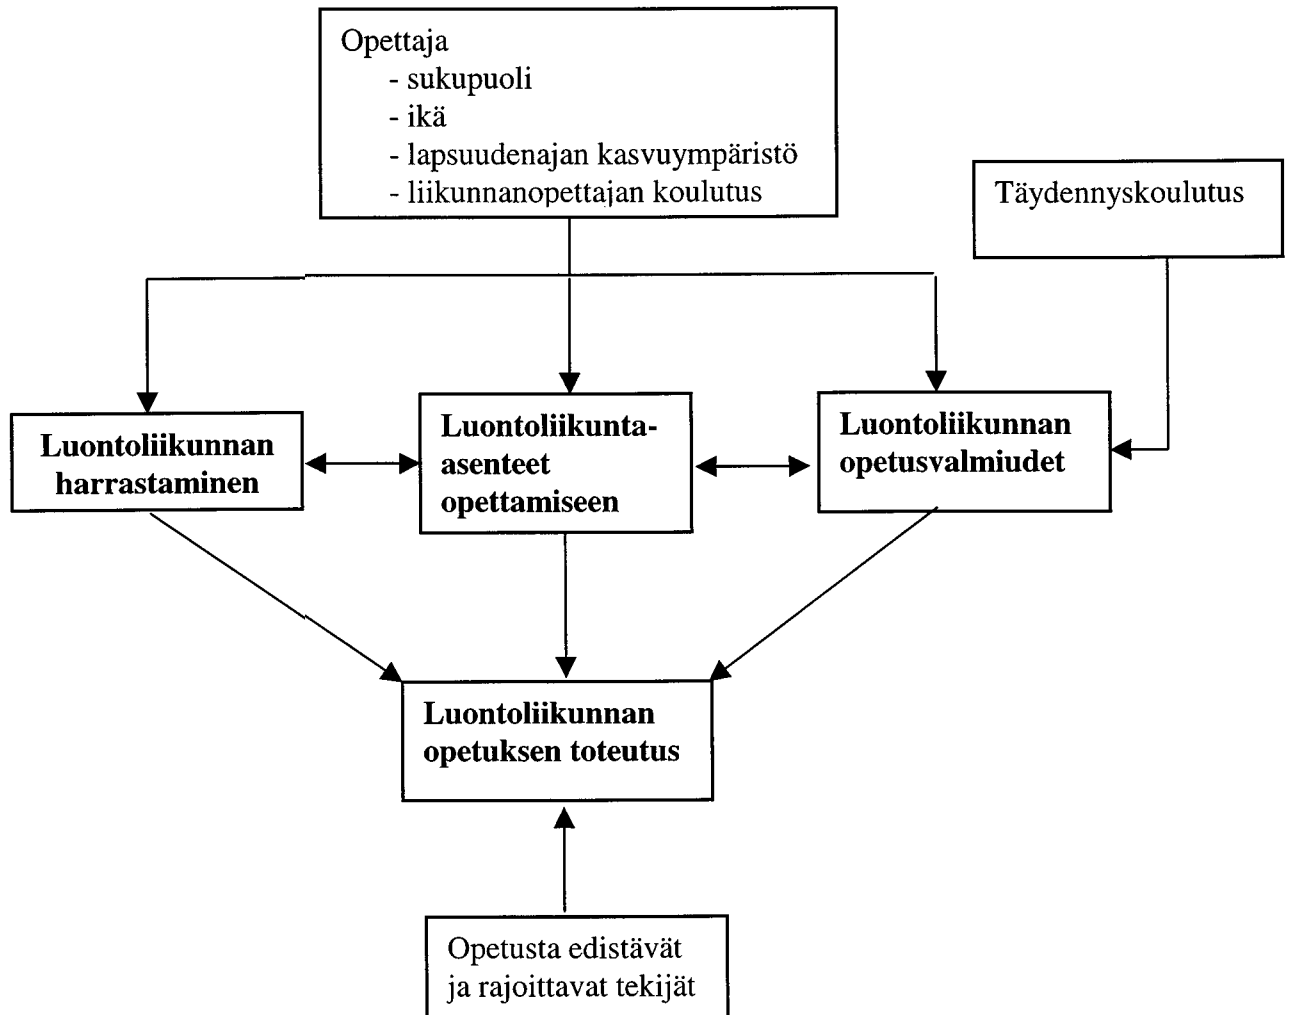 Opettaja
- sukupuoli
- ikä
- lapsuudenajan kasvuympäristö
- liikunnanopettajan koulutus
Täydennyskoulutus
Luontoliikunnan
harrastaminen
Luontoliikunta-
asenteet
opettamiseen
Luontoliikunnan
opetusvalmiudet
Luontoliikunnan
opetuksen toteutus
Opetusta edistävät
ja rajoittavat tekijät